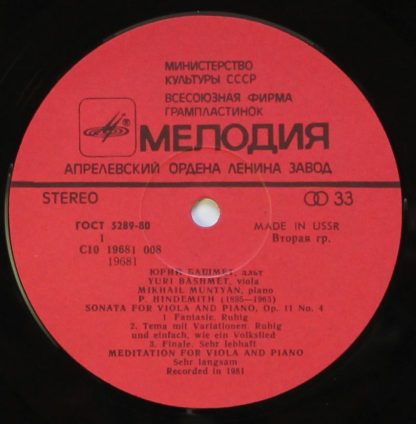 МИНИСТЕРСТВО
КУЛЬТУРЫ СССР
ВСЕСОЮЗНАЯ ФИРМА
ГРАМПЛАСТИНОК
МЕЛОДИЯ
АПРЕЛЕВСКИЙ ОРДЕНА ЛЕНИНА ЗАВОД
STEREO 33
ГОСТ 5289-80 MADE IN USSR
1 Вторая гр.
С10 19681 008
19681
ЮРИЙ БАШМЕТ, альт
YURI BASHMET, viola
MIKHAIL MUNTYAN, piano
P. HINDEMITH (1895-1963)
SONATA FOR VIOLA AND PIANO, Op. 11 No. 4
1 Fantasie. Ruhig
2. Tema mit Variationen. Ruhig
und einfach, wie ein Volkslied
3. Finale. Sehr lebhaft
MEDITATION FOR VIOLA AND PIANO
Sehr langsam
Recorded in 1981